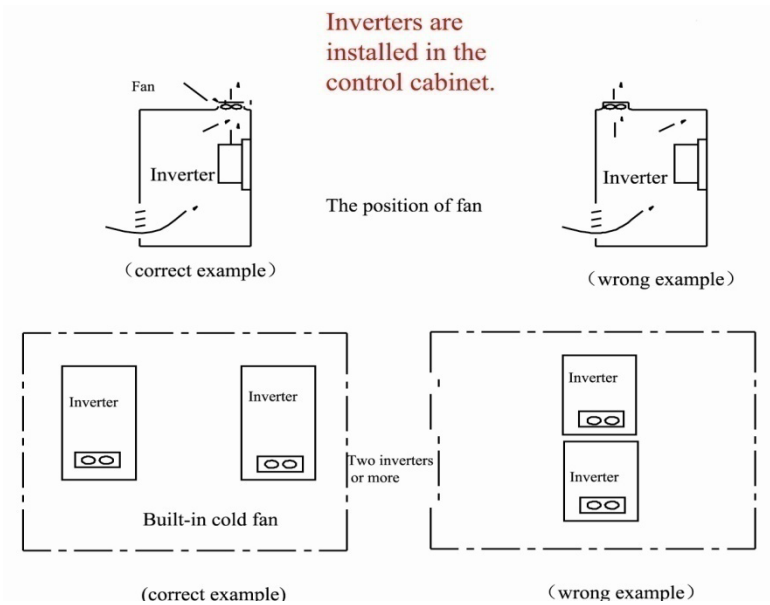 Inverters are
installed in the
control cabinet.
Fan
Inverter
Inverter
The position of fan
（correct example）
（wrong example）
Inverter
Inverter
Inverter
Two inverters
or more
Inverter
Built-in cold fan
(correct example)
（wrong example）